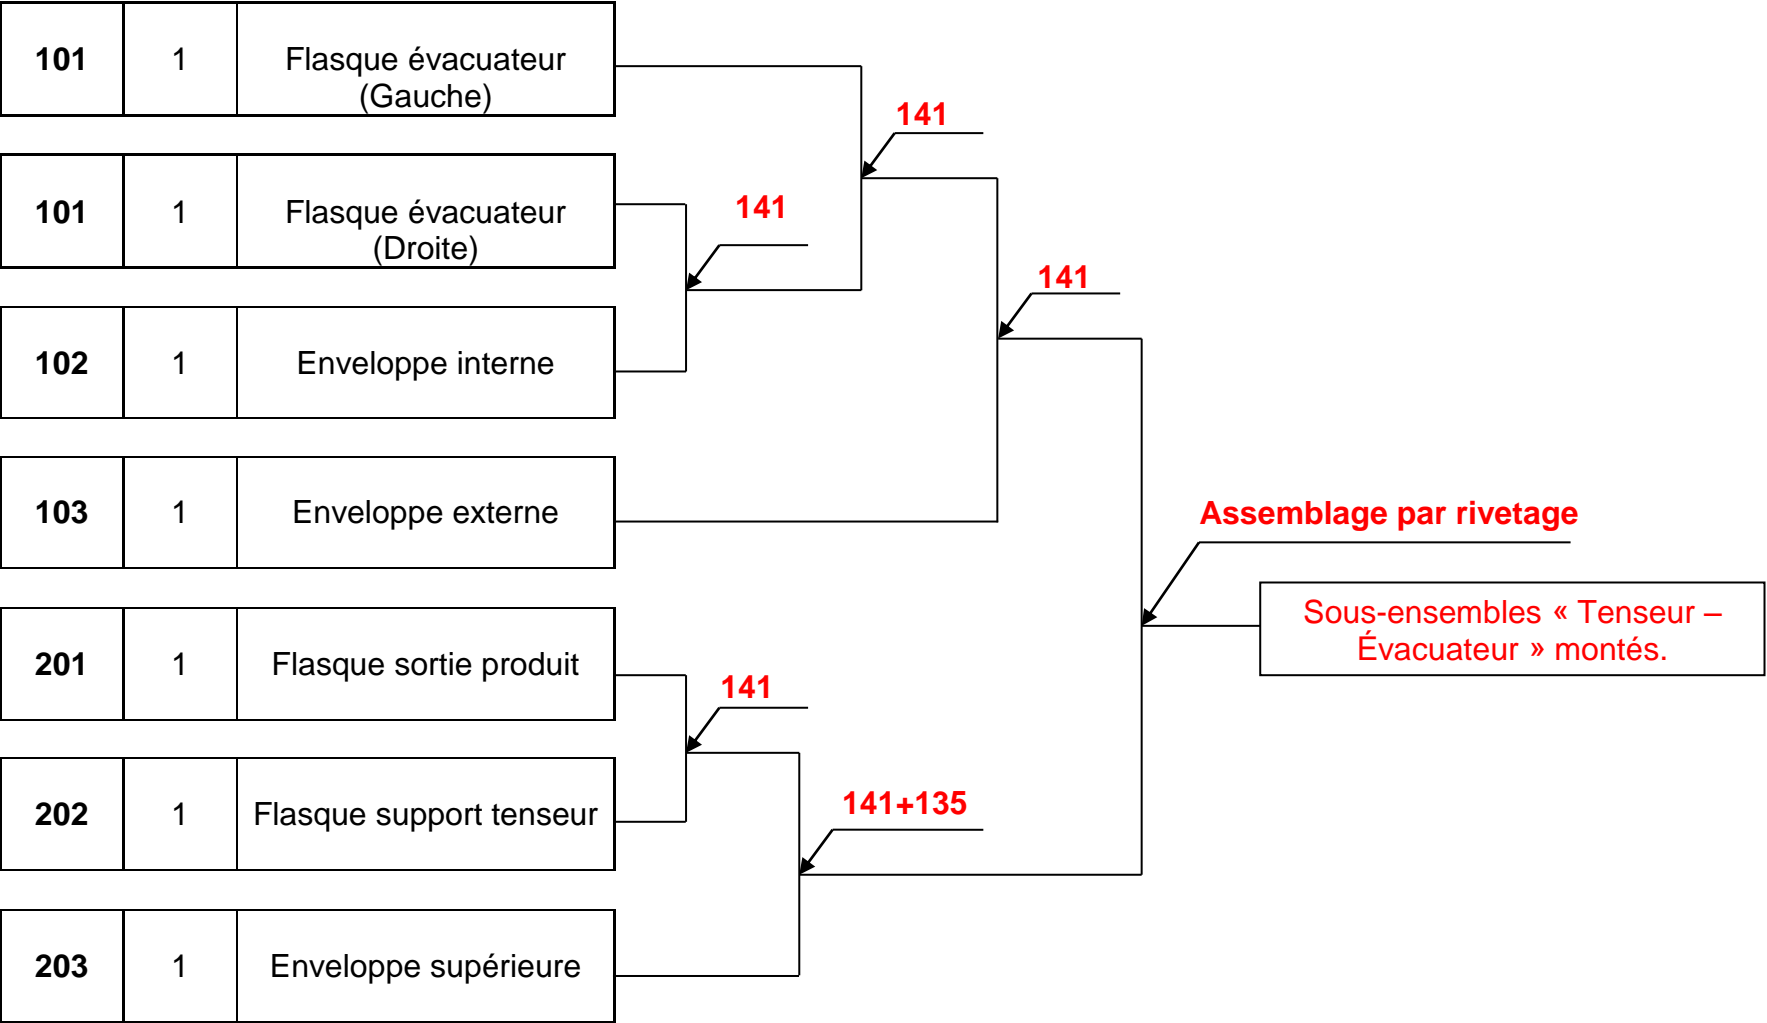 101 1 Flasque évacuateur
(Gauche)
141
101 1 Flasque évacuateur
(Droite)
141
141
102 1 Enveloppe interne
103 1 Enveloppe externe
Assemblage par rivetage
Sous-ensembles « Tenseur –
Évacuateur » montés.
201 1 Flasque sortie produit
141
202 1 Flasque support tenseur
141+135
203 1 Enveloppe supérieure